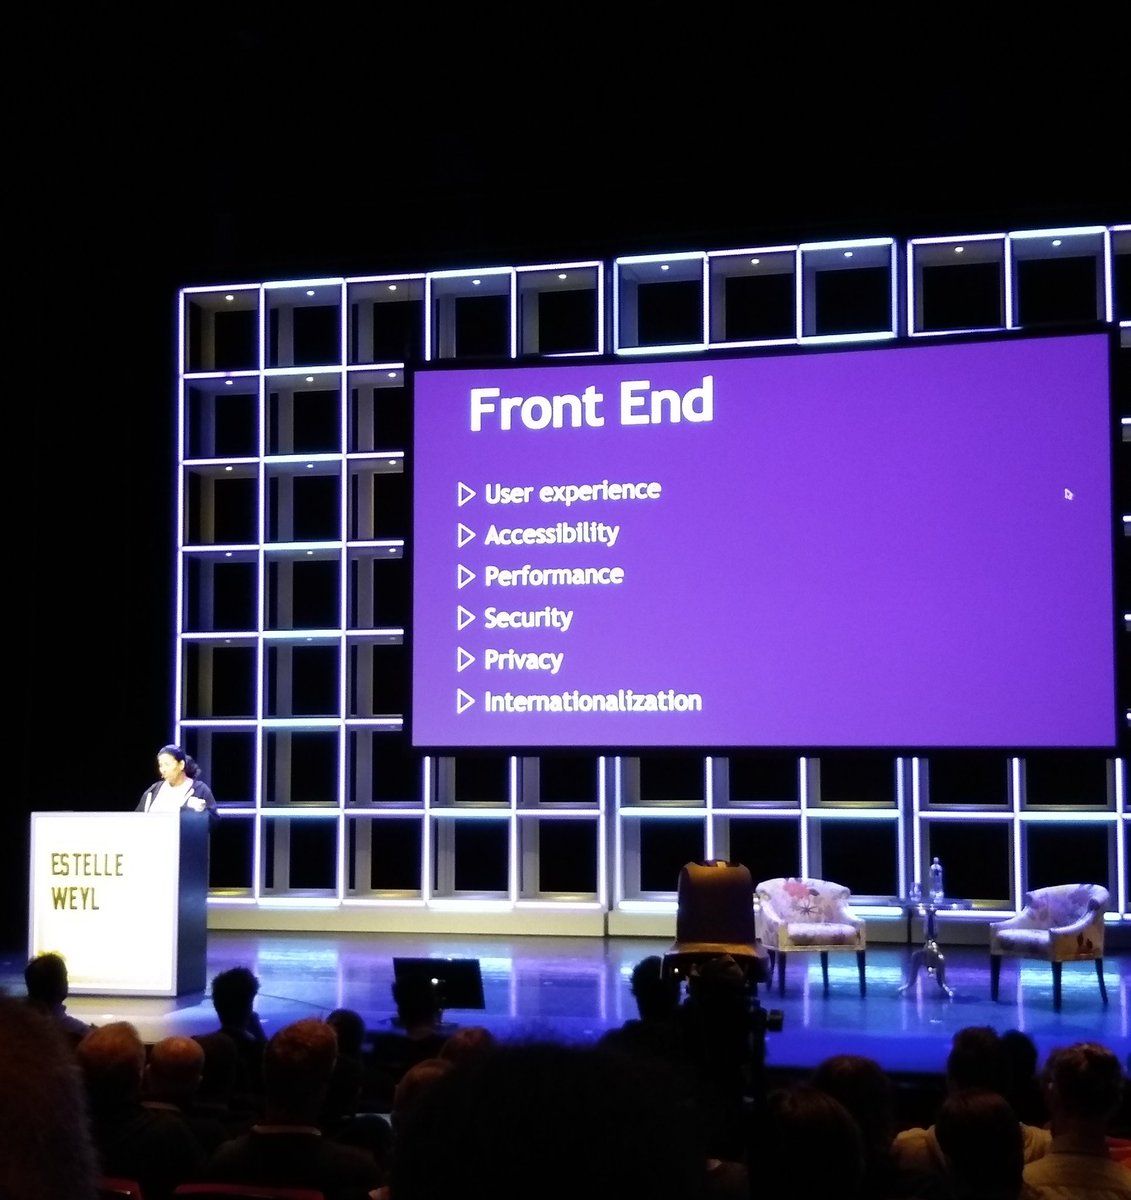 Front End
User experience
Accessibility
Performance
Security
Privacy
Internationalization
ESTELLE
WEYL